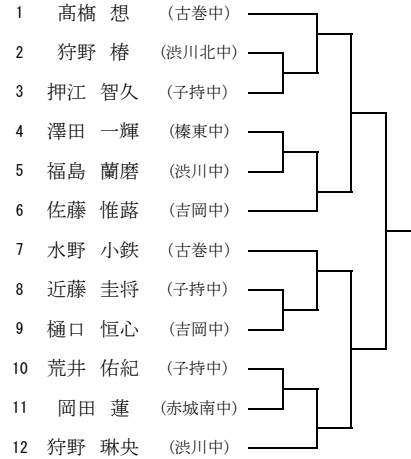 1 髙橋 想 (古巻中)
2 狩野 椿 (渋川北中)
3 押江 智久 (子持中)
4 澤田 一輝 (榛東中)
5 福島 蘭磨 (渋川中)
6 佐藤 惟蕗 (吉岡中)
7 水野 小鉄 (古巻中)
8 近藤 圭将 (子持中)
9 樋口 恒心 (吉岡中)
10 荒井 佑紀 (子持中)
11 岡田 蓮 (赤城南中)
12 狩野 琳央 (渋川中)